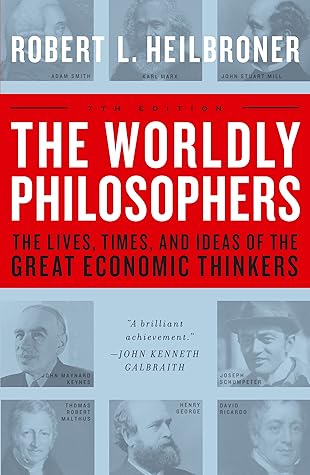 ROBERT L. HEILBRONER
ADAM SMITH
KARL MARX
JOHN STUART MILL
7TH EDITION
THE WORLDLY
PHILOSOPHERS
THE LIVES, TIMES, AND IDEAS OF THE
GREAT ECONOMIC THINKERS
"A brilliant
achievement."
—JOHN KENNETH
GALBRAITH
JOHN MAYNARD
KEYNES
JOSEPH
SCHUMPETER
THOMAS
ROBERT
MALTHUS
HENRY
GEORGE
DAVID
RICARDO